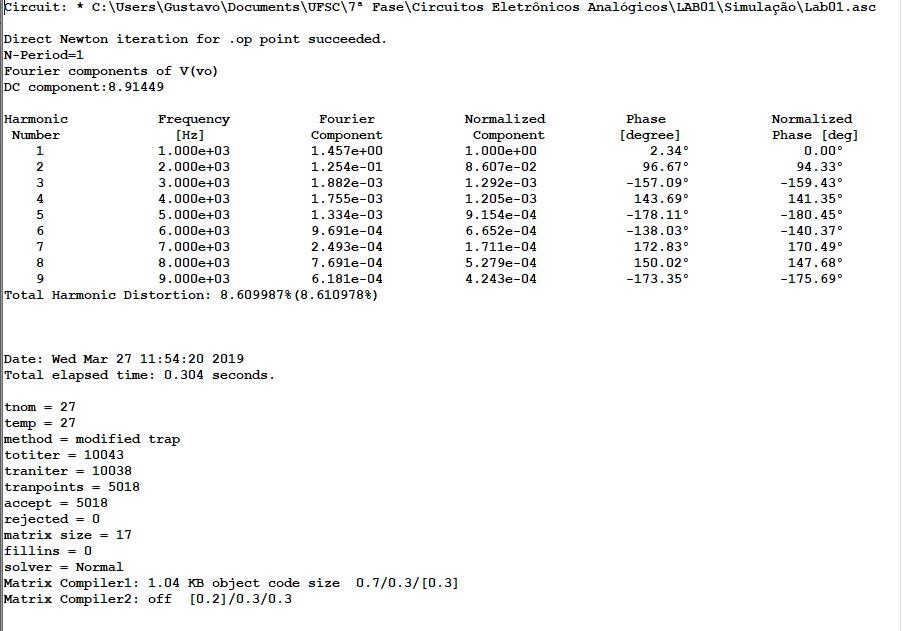 Circuit: * C:\Users\Gustavo\Documents\UFSC\7ª Fase\Circuitos Eletrônicos Analógicos\LAB01\Simulação\Lab01.asc
Direct Newton iteration for .op point succeeded.
N-Period=1
Fourier components of V(vo)
DC component:8.91449
Harmonic Frequency Fourier Normalized Phase Normalized
Number [Hz] Component Component [degree] Phase [deg]
1 1.000e+03 1.457e+00 1.000e+00 2.34° 0.00°
2 2.000e+03 1.254e-01 8.607e-02 96.67° 94.33°
3 3.000e+03 1.882e-03 1.292e-03 -157.09° -159.43°
4 4.000e+03 1.755e-03 1.205e-03 143.69° 141.35°
5 5.000e+03 1.334e-03 9.154e-04 -178.11° -180.45°
6 6.000e+03 9.691e-04 6.652e-04 -138.03° -140.37°
7 7.000e+03 2.493e-04 1.711e-04 172.83° 170.49°
8 8.000e+03 7.691e-04 5.279e-04 150.02° 147.68°
9 9.000e+03 6.181e-04 4.243e-04 -173.35° -175.69°
Total Harmonic Distortion: 8.609987%(8.610978%)
Date: Wed Mar 27 11:54:20 2019
Total elapsed time: 0.304 seconds.
tnom = 27
temp = 27
method = modified trap
totiter = 10043
traniter = 10038
tranpoints = 5018
accept = 5018
rejected = 0
matrix size = 17
fillins = 0
solver = Normal
Matrix Compiler1: 1.04 KB object code size 0.7/0.3/[0.3]
Matrix Compiler2: off [0.2]/0.3/0.3